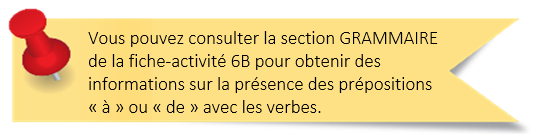 Vous pouvez consulter la section GRAMMAIRE
de la fiche-activité 6B pour obtenir des
informations sur la présence des prépositions
« à » ou « de » avec les verbes.